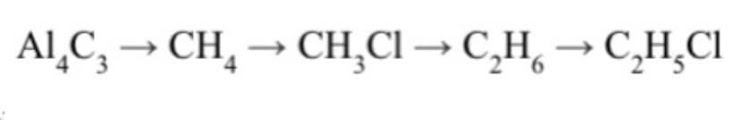 Al₄C₃ → CH₄ → CH₃Cl → C₂H₆ → C₂H₅Cl